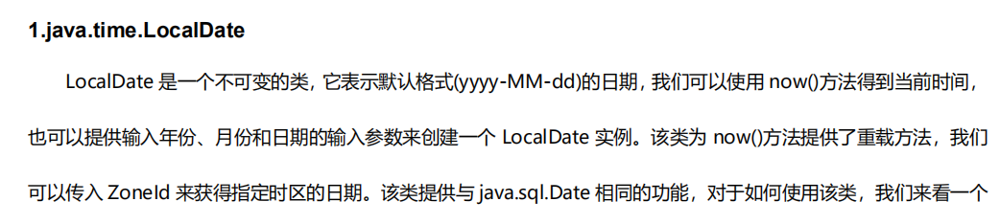 1.java.time.LocalDate
LocalDate 是一个不可变的类，它表示默认格式(yyyy-MM-dd)的日期，我们可以使用 now()方法得到当前时间，
也可以提供输入年份、月份和日期的输入参数来创建一个 LocalDate 实例。该类为 now()方法提供了重载方法，我们
可以传入 ZoneId 来获得指定时区的日期。该类提供与 java.sql.Date 相同的功能，对于如何使用该类，我们来看一个